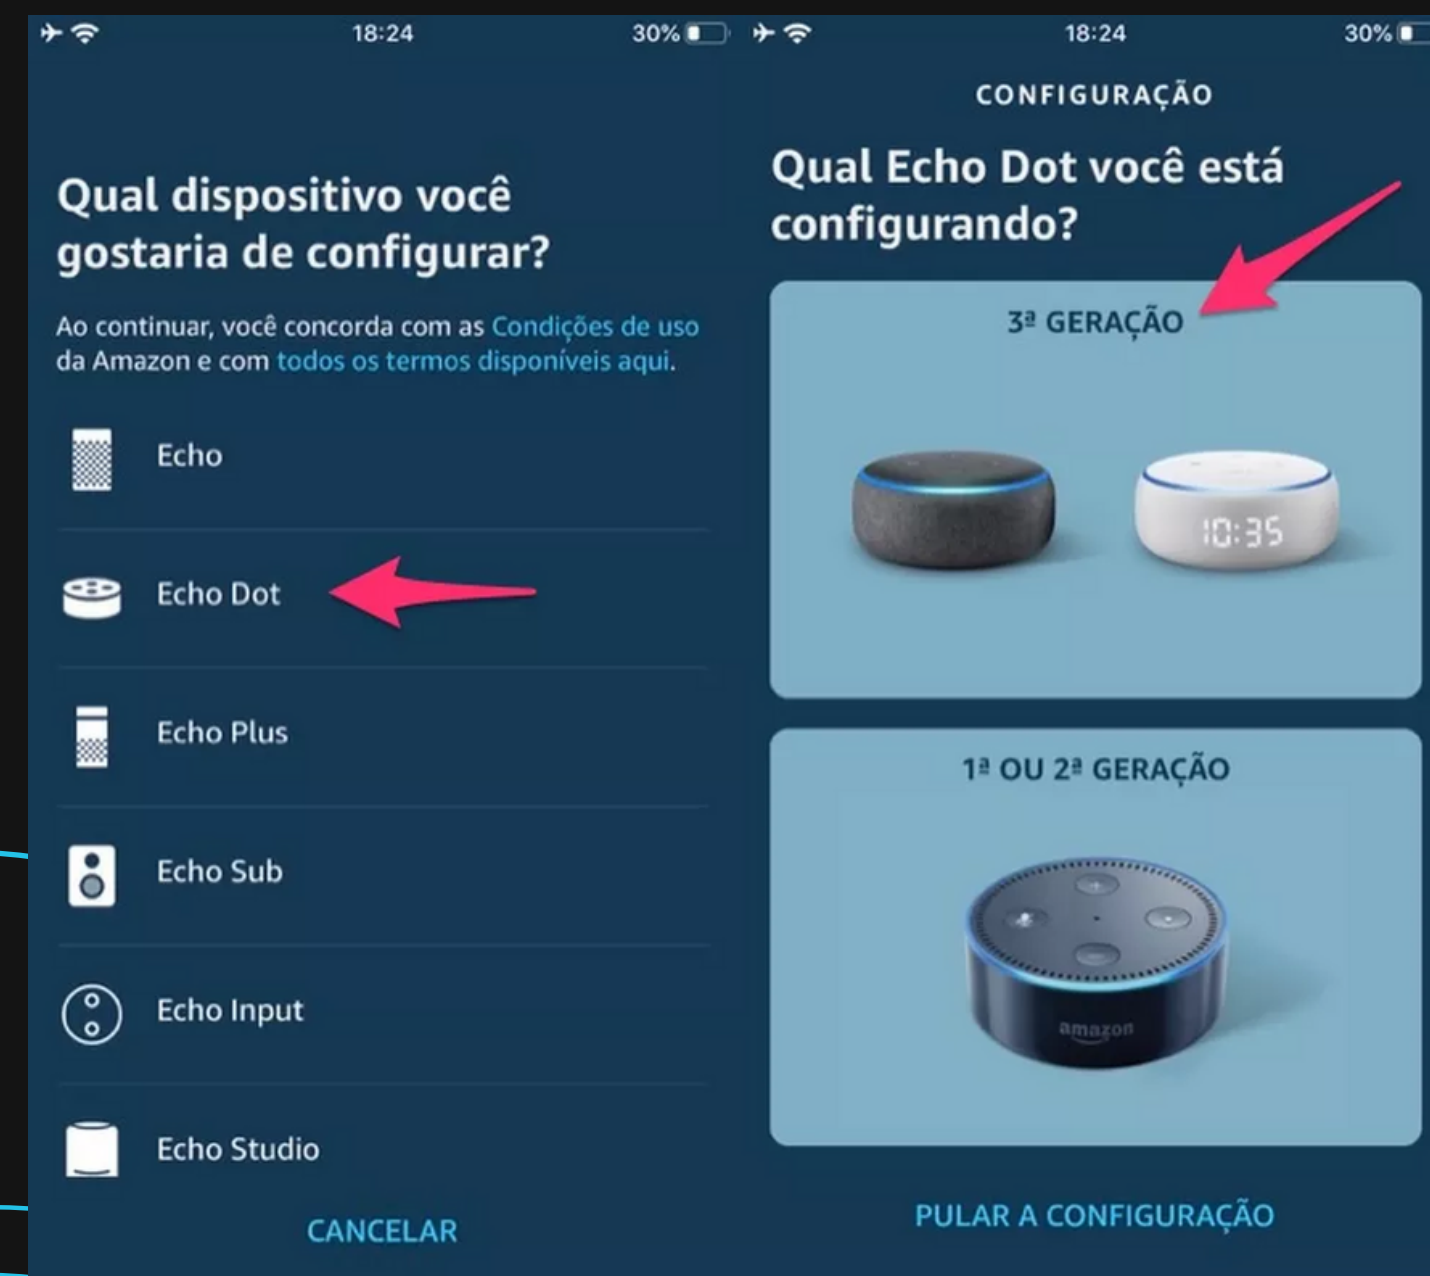 18:24
30%
Qual dispositivo você
gostaria de configurar?
Ao continuar, você concorda com as Condições de uso
da Amazon e com todos os termos disponíveis aqui.
Echo
Echo Dot
Echo Plus
Echo Sub
Echo Input
Echo Studio
CANCELAR
18:24
30%
CONFIGURAÇÃO
Qual Echo Dot você está
configurando?
3ª GERAÇÃO
10:35
1ª OU 2ª GERAÇÃO
amazon
PULAR A CONFIGURAÇÃO